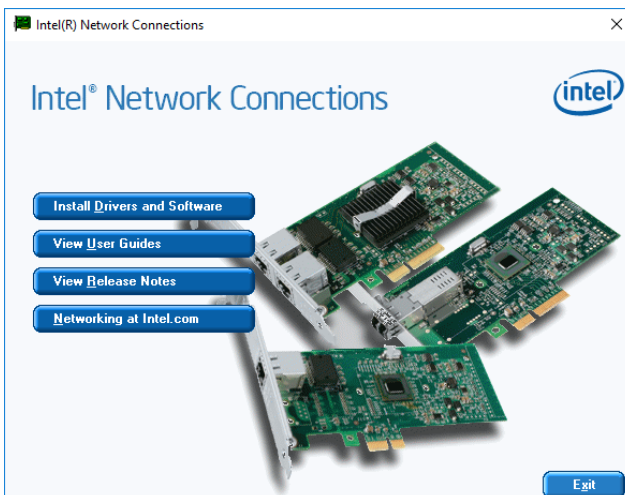 Intel(R) Network Connections
Intel® Network Connections
intel
Install Drivers and Software
View User Guides
View Release Notes
Networking at Intel.com
Exit